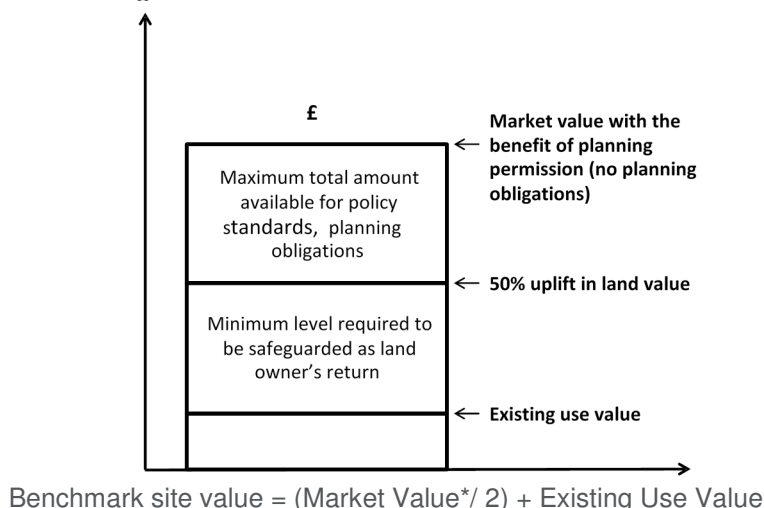 £
Market value with the
benefit of planning
permission (no planning
obligations)
Maximum total amount
available for policy
standards, planning
obligations
50% uplift in land value
Minimum level required to
be safeguarded as land
owner's return
Existing use value
Benchmark site value = (Market Value*/ 2) + Existing Use Value